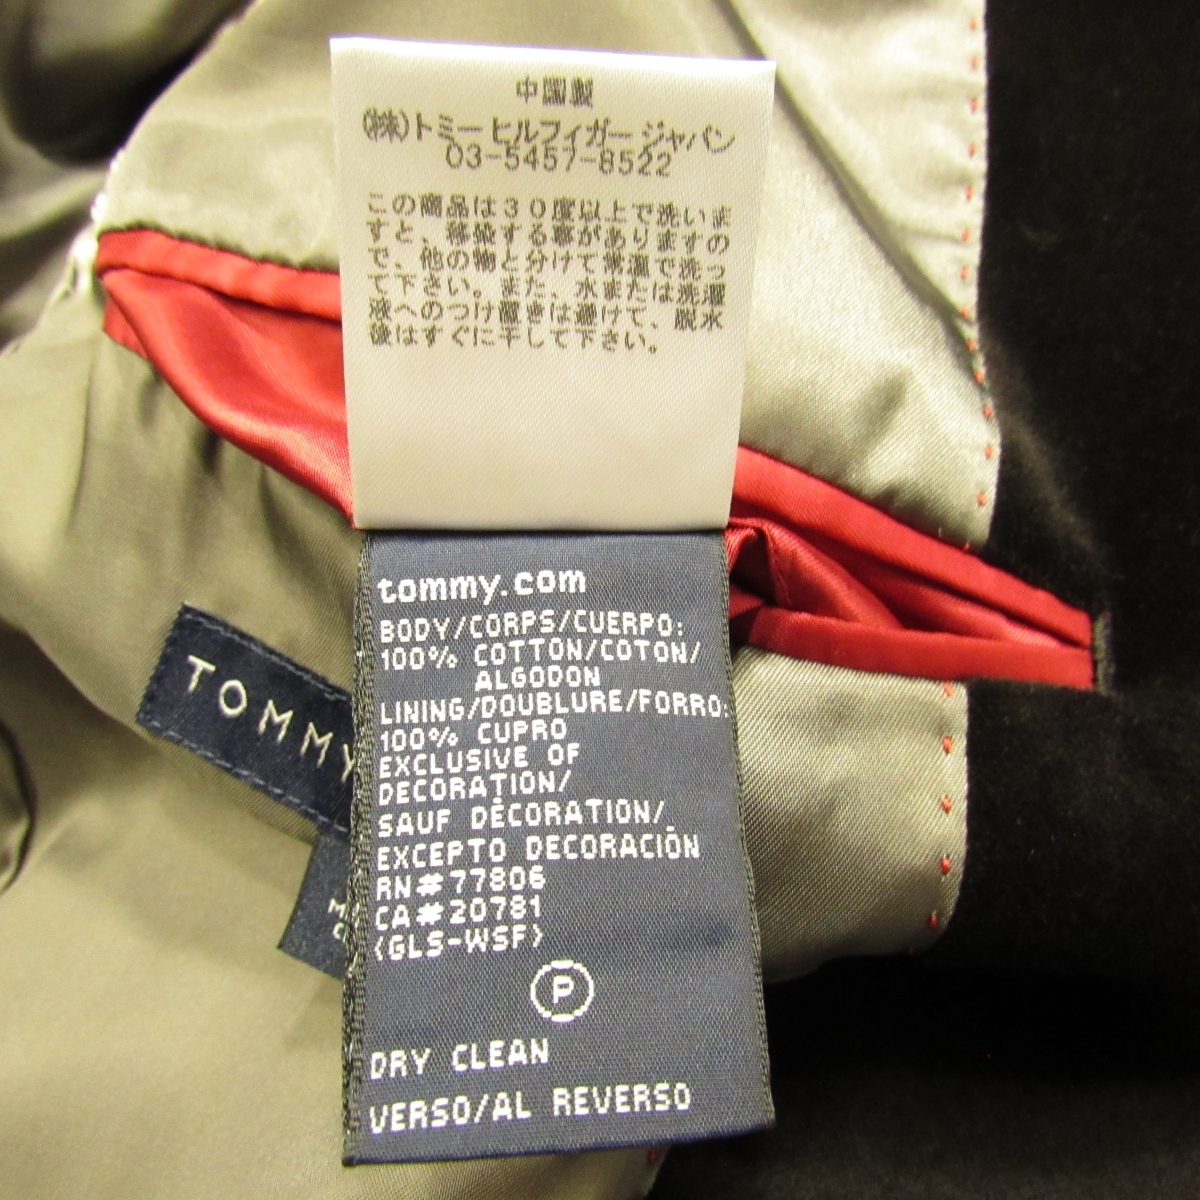 中国製
(株)トミーヒルフィガージャパン
03-5457-8522
この商品は30度以上で洗いま
すと、移染する事がありますの
で、他の物と分けて常温で洗っ
て下さい。また、水または洗濯
液へのつけ置きは避けて、脱水
後はすぐに干して下さい。
tommy.com
BODY/CORPS/CUERPO:
100% COTTON/COTON/
ALGODON
LINING/DOUBLURE/FORRO:
100% CUPRO
EXCLUSIVE OF
DECORATION/
SAUF DÉCORATION/
EXCEPTO DECORACIÓN
RN#77806
CA#20781
(GLS-WSF)
P
DRY CLEAN
VERSO/AL REVERSO
TOMMY